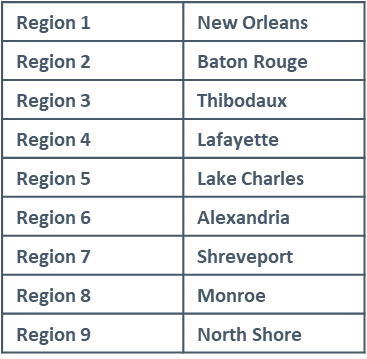 Region 1 New Orleans
Region 2 Baton Rouge
Region 3 Thibodaux
Region 4 Lafayette
Region 5 Lake Charles
Region 6 Alexandria
Region 7 Shreveport
Region 8 Monroe
Region 9 North Shore